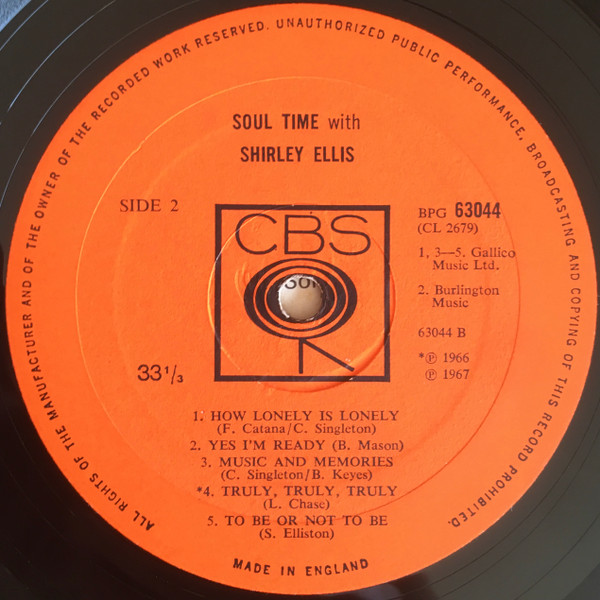 ALL RIGHTS OF THE MANUFACTURER AND OF THE OWNER OF THE RECORDED WORK RESERVED. UNAUTHORIZED PUBLIC PERFORMANCE, BROADCASTING AND COPYING OF THIS RECORD PROHIBITED.
SOUL TIME with
SHIRLEY ELLIS
SIDE 2
BPG 63044
(CL 2679)
CBS
1, 3—5. Gallico
Music Ltd.
2. Burlington
Music
63044 B
33 1/3
*℗ 1966
℗ 1967
1. HOW LONELY IS LONELY
(F. Catana/C. Singleton)
2. YES I'M READY (B. Mason)
3. MUSIC AND MEMORIES
(C. Singleton/B. Keyes)
*4. TRULY, TRULY, TRULY
(L. Chase)
5. TO BE OR NOT TO BE
(S. Elliston)
MADE IN ENGLAND